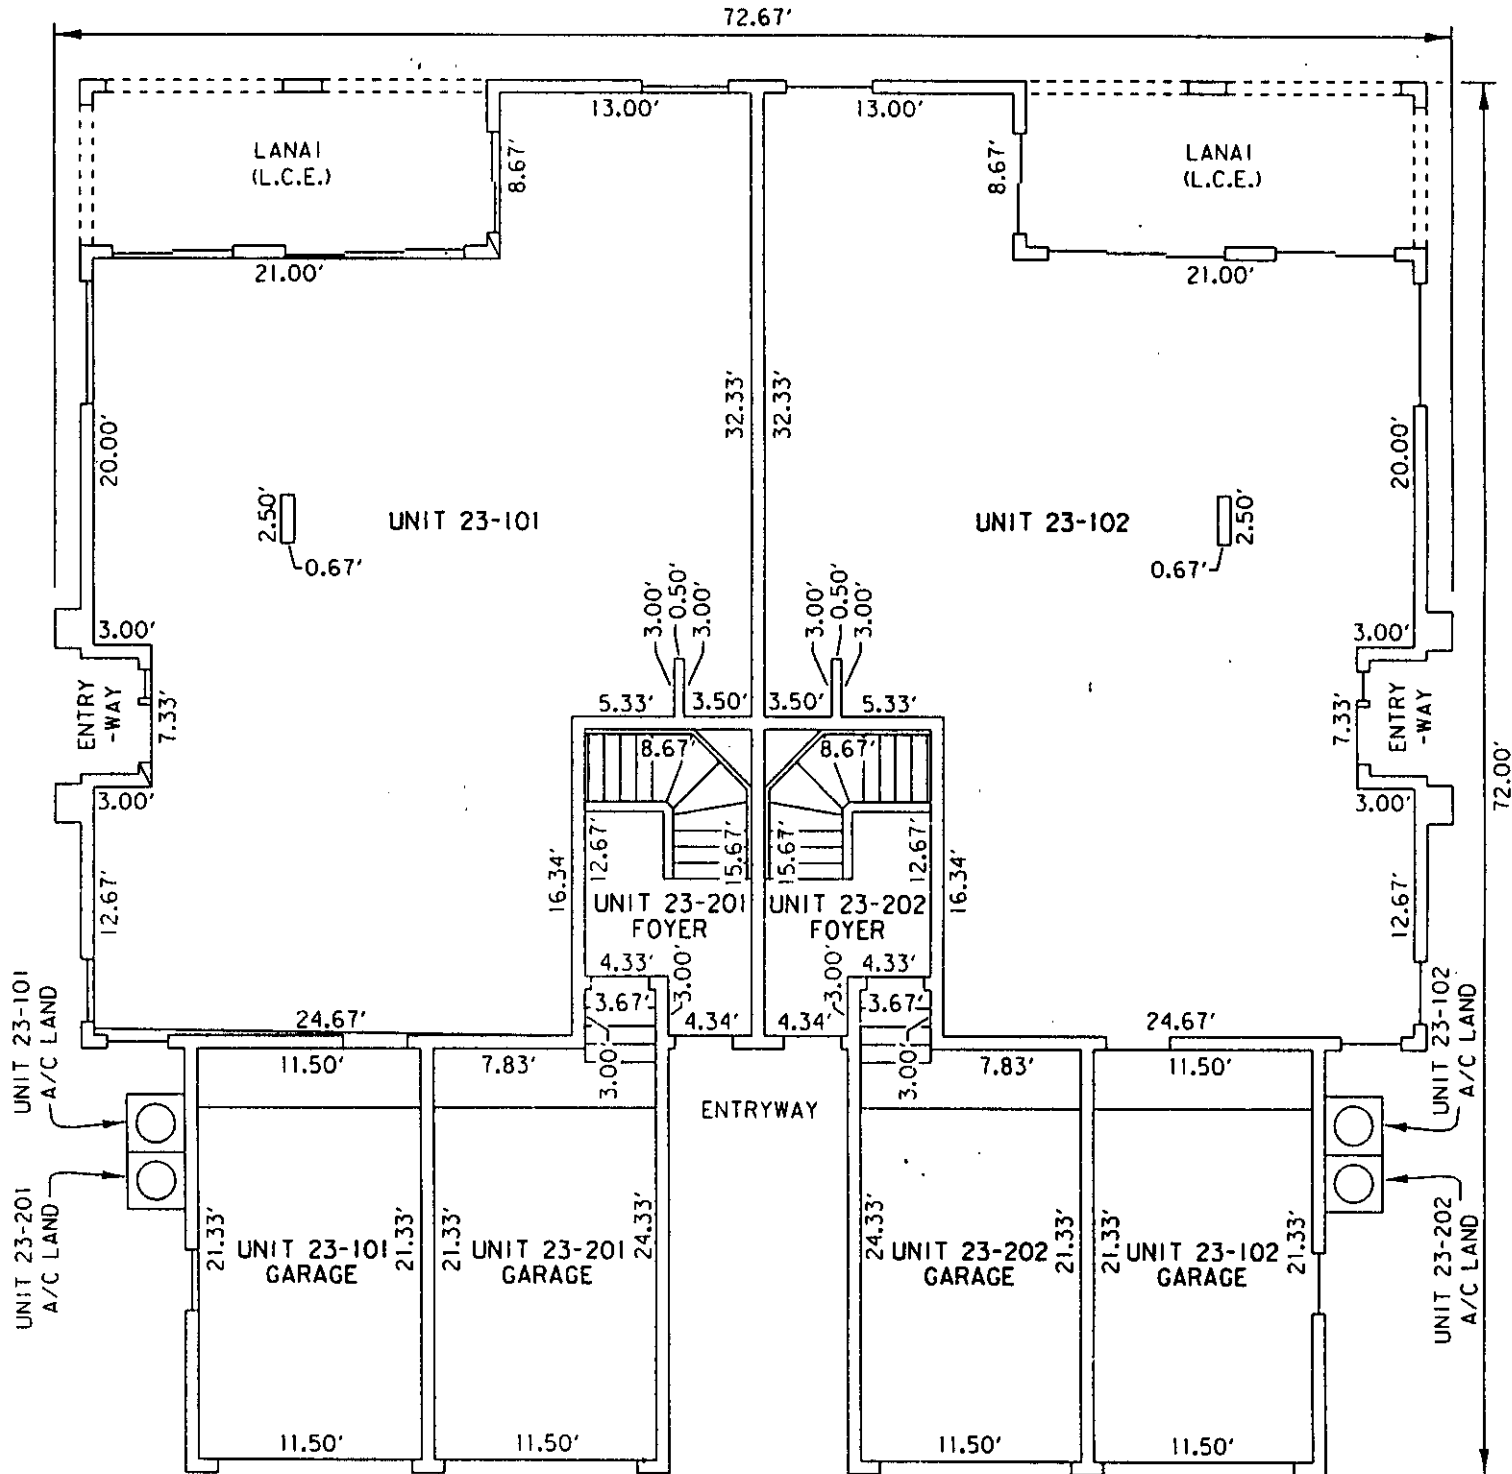 72.67'
13.00'
13.00'
LANAI
(L.C.E.)
8.67'
8.67'
LANAI
(L.C.E.)
21.00'
21.00'
32.33'
32.33'
20.00'
20.00'
2.50'
UNIT 23-101
UNIT 23-102
2.50'
0.67'
0.67'
3.00'
0.50'
3.00'
3.00'
0.50'
3.00'
3.00'
3.00'
ENTRY
-WAY
7.33'
5.33'
3.50'
3.50'
5.33'
7.33'
ENTRY
-WAY
8.67'
8.67'
3.00'
3.00'
72.00'
12.67'
16.34'
12.67'
15.67'
15.67'
12.67'
16.34'
12.67'
UNIT 23-201
FOYER
UNIT 23-202
FOYER
4.33'
3.00'
3.00'
4.33'
3.67'
3.67'
24.67'
4.34'
4.34'
24.67'
UNIT 23-101
A/C LAND
UNIT 23-102
A/C LAND
11.50'
7.83'
3.00'
3.00'
7.83'
11.50'
ENTRYWAY
UNIT 23-201
A/C LAND
UNIT 23-202
A/C LAND
21.33'
UNIT 23-101
GARAGE
21.33'
21.33'
UNIT 23-201
GARAGE
24.33'
24.33'
UNIT 23-202
GARAGE
21.33'
21.33'
UNIT 23-102
GARAGE
21.33'
11.50'
11.50'
11.50'
11.50'